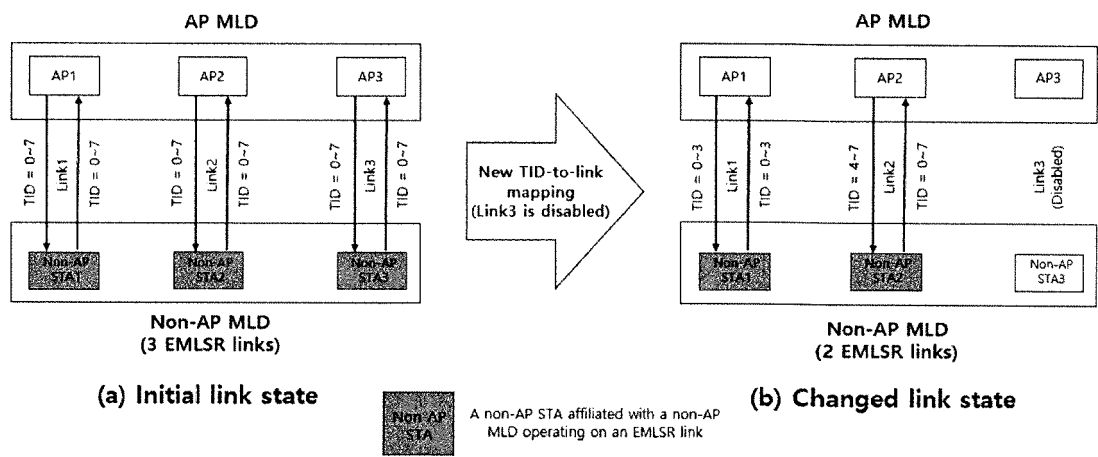 AP MLD
AP1
AP2
AP3
TID = 0~7
Link1
TID = 0~7
TID = 0~7
Link2
TID = 0~7
TID = 0~7
Link3
TID = 0~7
Non-AP
STA1
Non-AP
STA2
Non-AP
STA3
Non-AP MLD
(3 EMLSR links)
(a) Initial link state
New TID-to-link
mapping
(Link3 is disabled)
AP MLD
AP1
AP2
AP3
TID = 0~3
Link1
TID = 0~3
TID = 4~7
Link2
TID = 0~7
Link3
(Disabled)
Non-AP
STA1
Non-AP
STA2
Non-AP
STA3
Non-AP MLD
(2 EMLSR links)
(b) Changed link state
Non-AP
STA
A non-AP STA affiliated with a non-AP
MLD operating on an EMLSR link